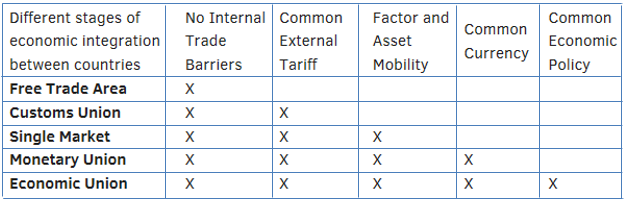 Different stages of economic integration between countries | No Internal Trade Barriers | Common External Tariff | Factor and Asset Mobility | Common Currency | Common Economic Policy
Free Trade Area | X | | | |
Customs Union | X | X | | |
Single Market | X | X | X | |
Monetary Union | X | X | X | X |
Economic Union | X | X | X | X | X